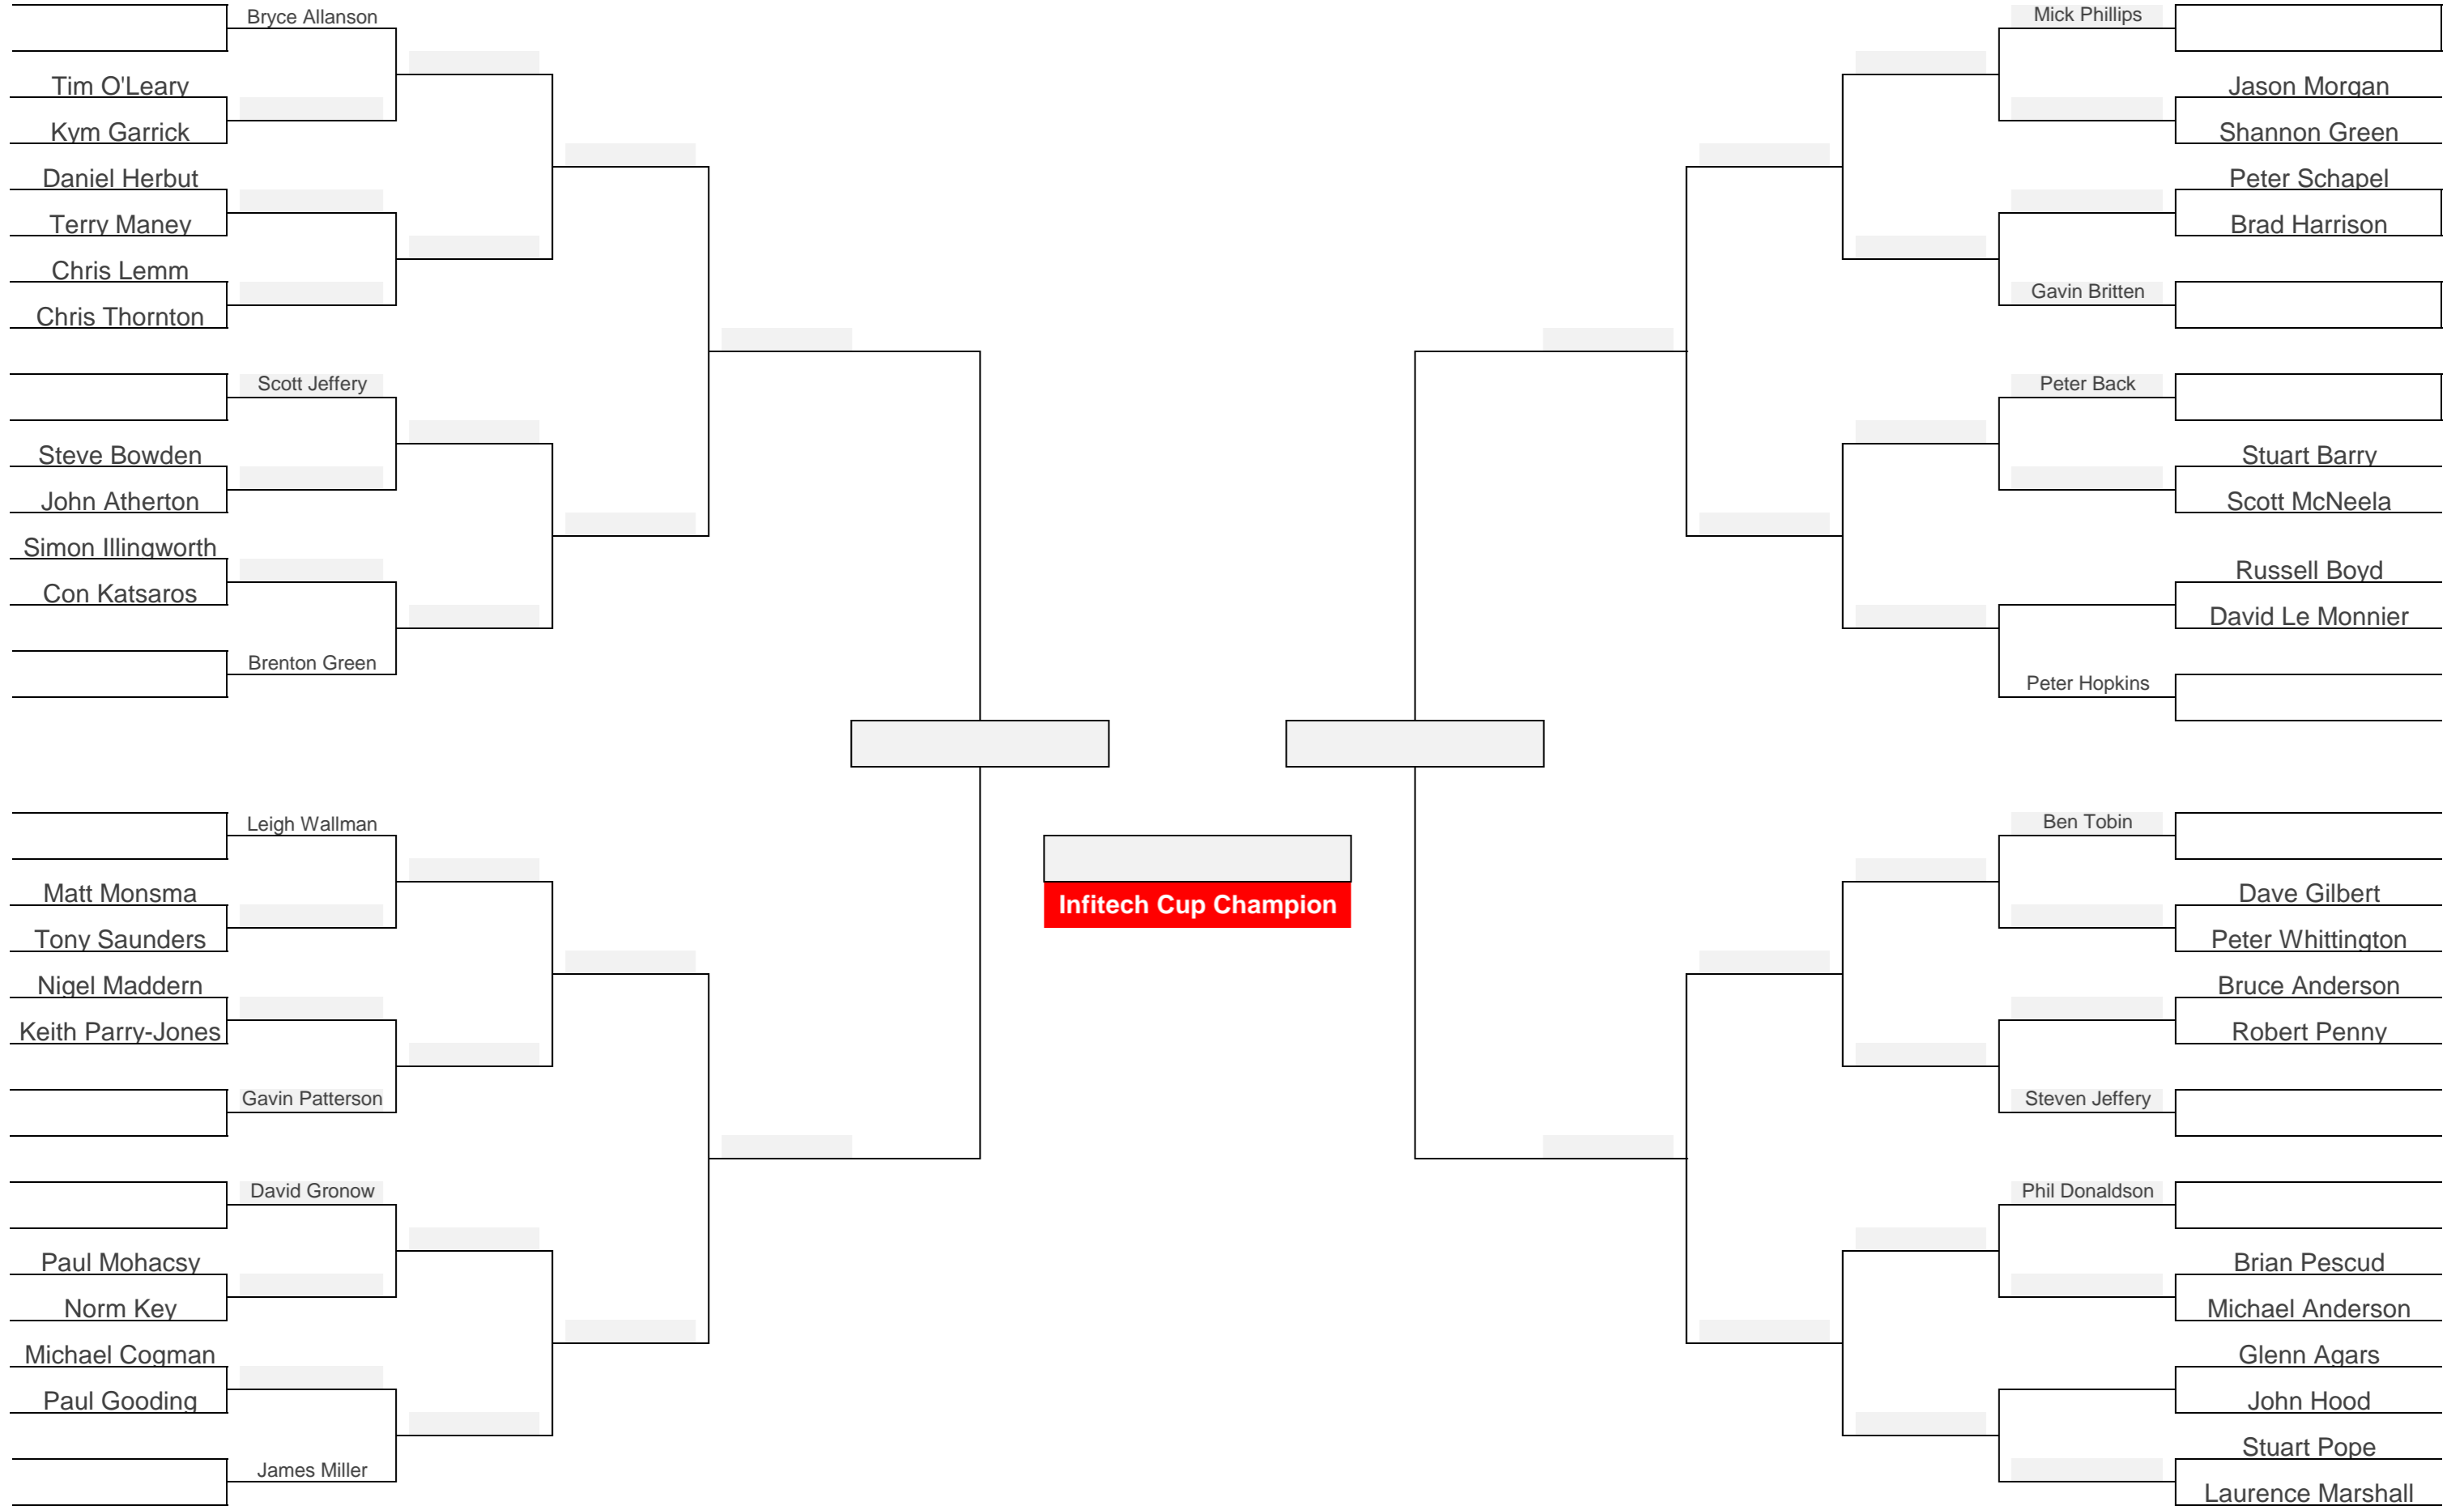 Bryce Allanson
Tim O'Leary
Kym Garrick
Daniel Herbut
Terry Maney
Chris Lemm
Chris Thornton
Scott Jeffery
Steve Bowden
John Atherton
Simon Illingworth
Con Katsaros
Brenton Green
Leigh Wallman
Matt Monsma
Tony Saunders
Nigel Maddern
Keith Parry-Jones
Gavin Patterson
David Gronow
Paul Mohacsy
Norm Key
Michael Cogman
Paul Gooding
James Miller
Infitech Cup Champion
Mick Phillips
Jason Morgan
Shannon Green
Peter Schapel
Brad Harrison
Gavin Britten
Peter Back
Stuart Barry
Scott McNeela
Russell Boyd
David Le Monnier
Peter Hopkins
Ben Tobin
Dave Gilbert
Peter Whittington
Bruce Anderson
Robert Penny
Steven Jeffery
Phil Donaldson
Brian Pescud
Michael Anderson
Glenn Agars
John Hood
Stuart Pope
Laurence Marshall